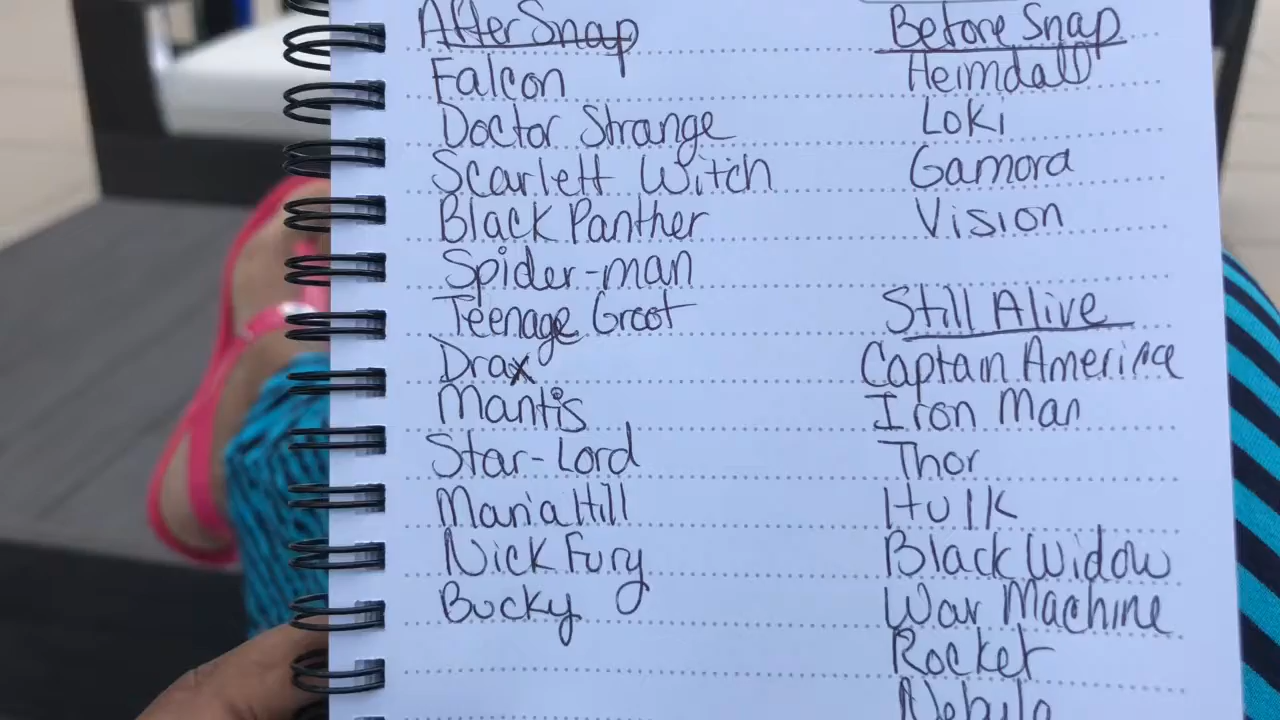 After Snap
Falcon
Doctor Strange
Scarlett Witch
Black Panther
Spider-man
Teenage Groot
Drax
Mantis
Star-Lord
Maria Hill
Nick Fury
Bucky
Before Snap
Heimdall
Loki
Gamora
Vision
Still Alive
Captain America
Iron Man
Thor
Hulk
Black Widow
War Machine
Rocket
Nebula